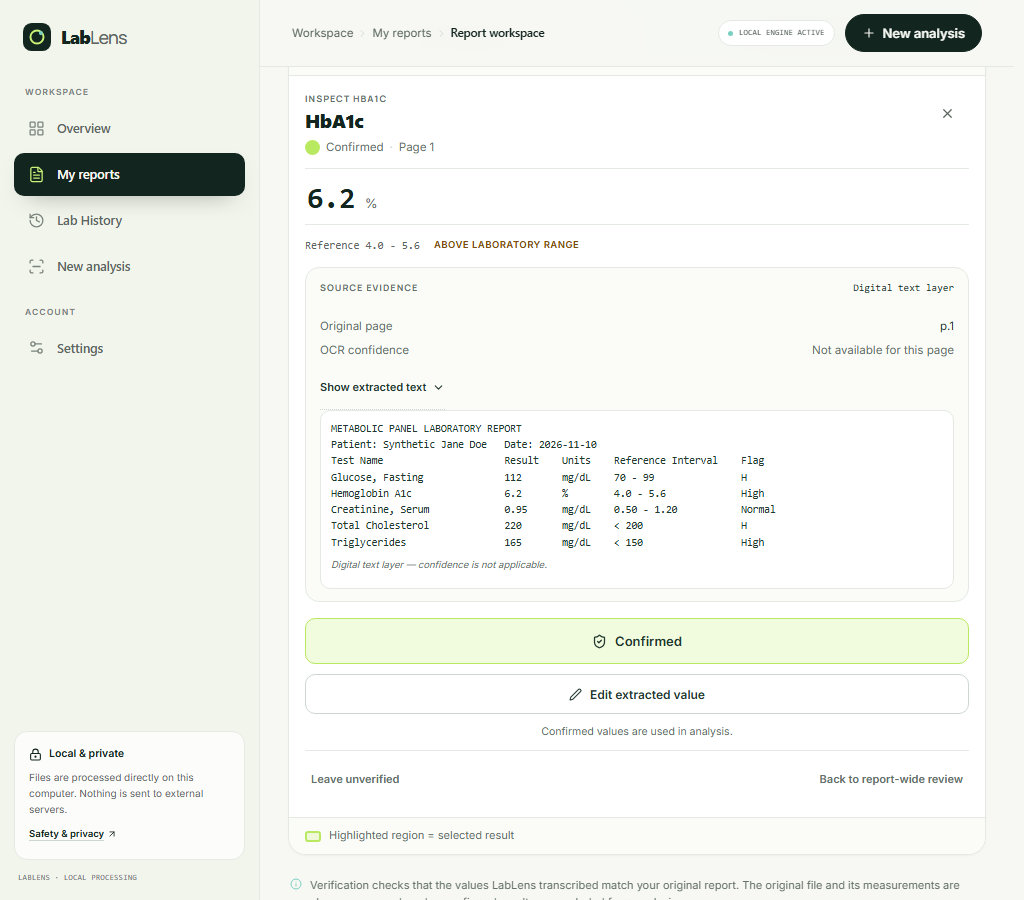 LabLens
Workspace › My reports › Report workspace
LOCAL ENGINE ACTIVE
+ New analysis
WORKSPACE
Overview
My reports
Lab History
New analysis
ACCOUNT
Settings
Local & private
Files are processed directly on this
computer. Nothing is sent to external
servers.
Safety & privacy ↗
LABLENS · LOCAL PROCESSING
INSPECT HBA1C
HbA1c
Confirmed · Page 1
6.2 %
Reference 4.0 - 5.6 ABOVE LABORATORY RANGE
SOURCE EVIDENCE Digital text layer
Original page p.1
OCR confidence Not available for this page
Show extracted text
METABOLIC PANEL LABORATORY REPORT
Patient: Synthetic Jane Doe Date: 2026-11-10
Test Name Result Units Reference Interval Flag
Glucose, Fasting 112 mg/dL 70 - 99 H
Hemoglobin A1c 6.2 % 4.0 - 5.6 High
Creatinine, Serum 0.95 mg/dL 0.50 - 1.20 Normal
Total Cholesterol 220 mg/dL < 200 H
Triglycerides 165 mg/dL < 150 High
Digital text layer — confidence is not applicable.
Confirmed
Edit extracted value
Confirmed values are used in analysis.
Leave unverified Back to report-wide review
Highlighted region = selected result
Verification checks that the values LabLens transcribed match your original report. The original file and its measurements are